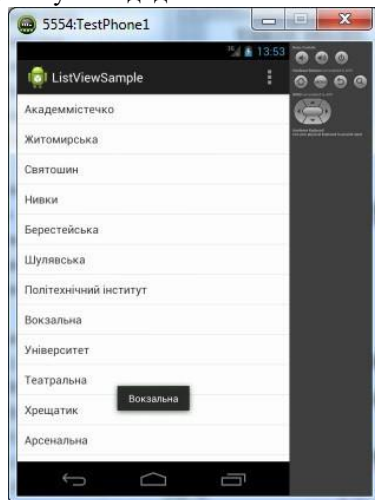 5554:TestPhone1
13:53
ListViewSample
Академмістечко
Житомирська
Святошин
Нивки
Берестейська
Шулявська
Політехнічний інститут
Вокзальна
Університет
Театральна
Вокзальна
Хрещатик
Арсенальна